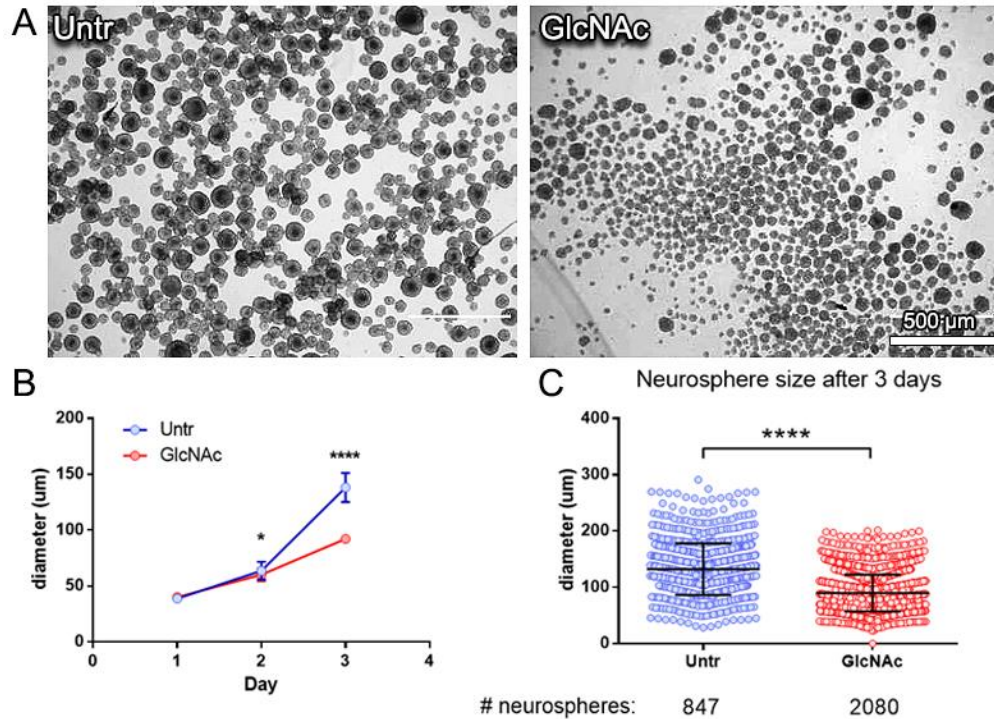 A
Untr
GlcNAc
500 µm
B
Untr
GlcNAc
diameter (um)
200
150
100
50
0
*
****
0 1 2 3 4
Day
C
Neurosphere size after 3 days
diameter (um)
400
300
200
100
0
****
Untr GlcNAc
# neurospheres: 847 2080